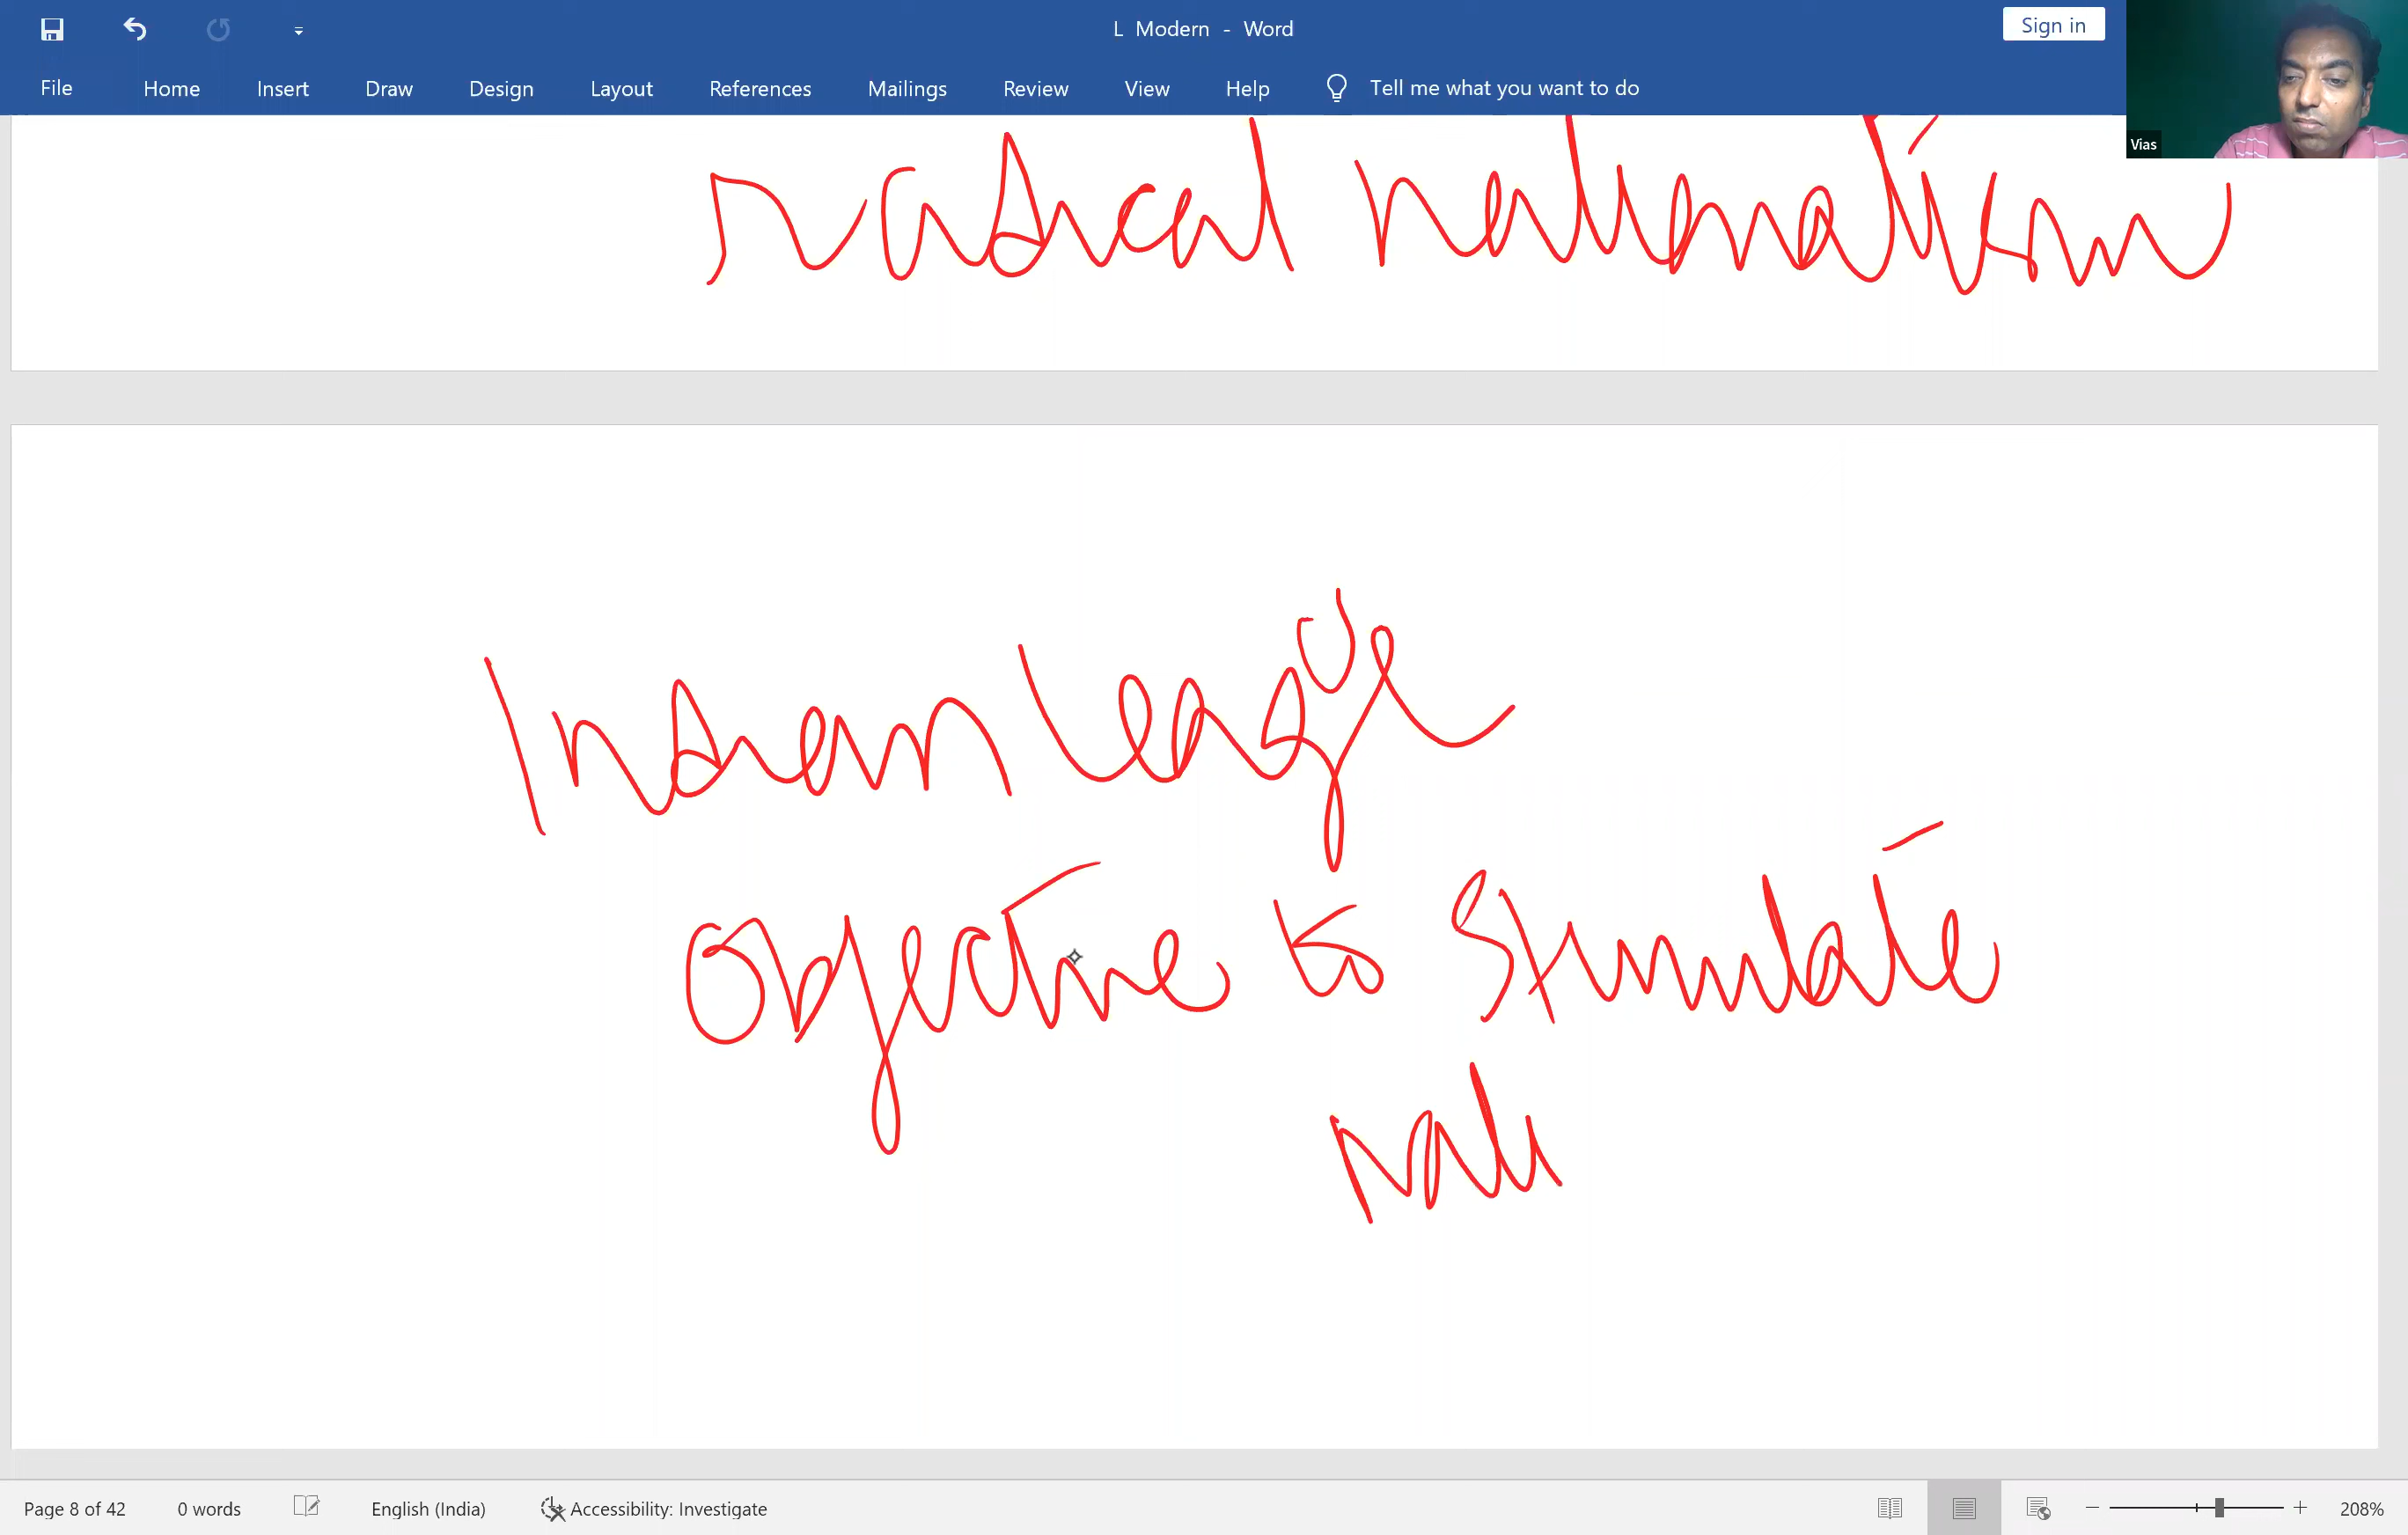 L Modern - Word
Sign in
File Home Insert Draw Design Layout References Mailings Review View Help Tell me what you want to do
Vias
radical nationalism
Indian league
objective to stimulate
nati
Page 8 of 42 0 words English (India) Accessibility: Investigate 208%